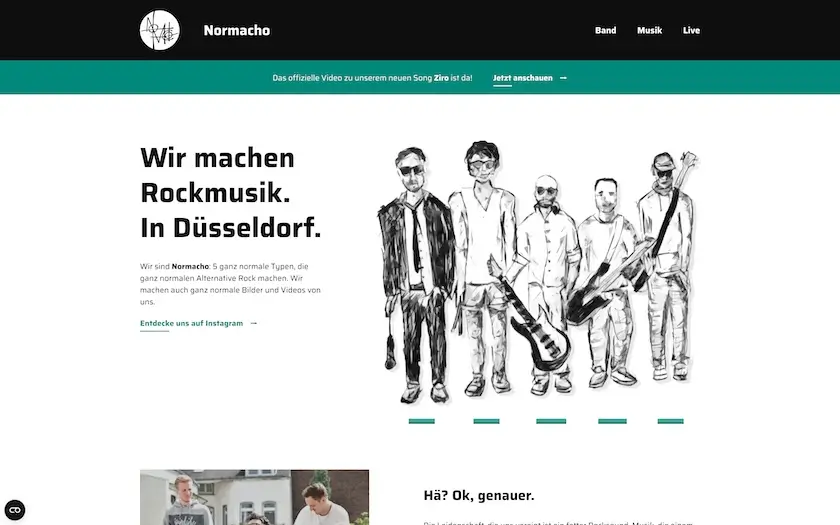 Normacho
Band
Musik
Live
Das offizielle Video zu unserem neuen Song Ziro ist da!
Jetzt anschauen →
Wir machen
Rockmusik.
In Düsseldorf.
Wir sind Normacho: 5 ganz normale Typen, die
ganz normalen Alternative Rock machen. Wir
machen auch ganz normale Bilder und Videos von
uns.
Entdecke uns auf Instagram →
Hä? Ok, genauer.